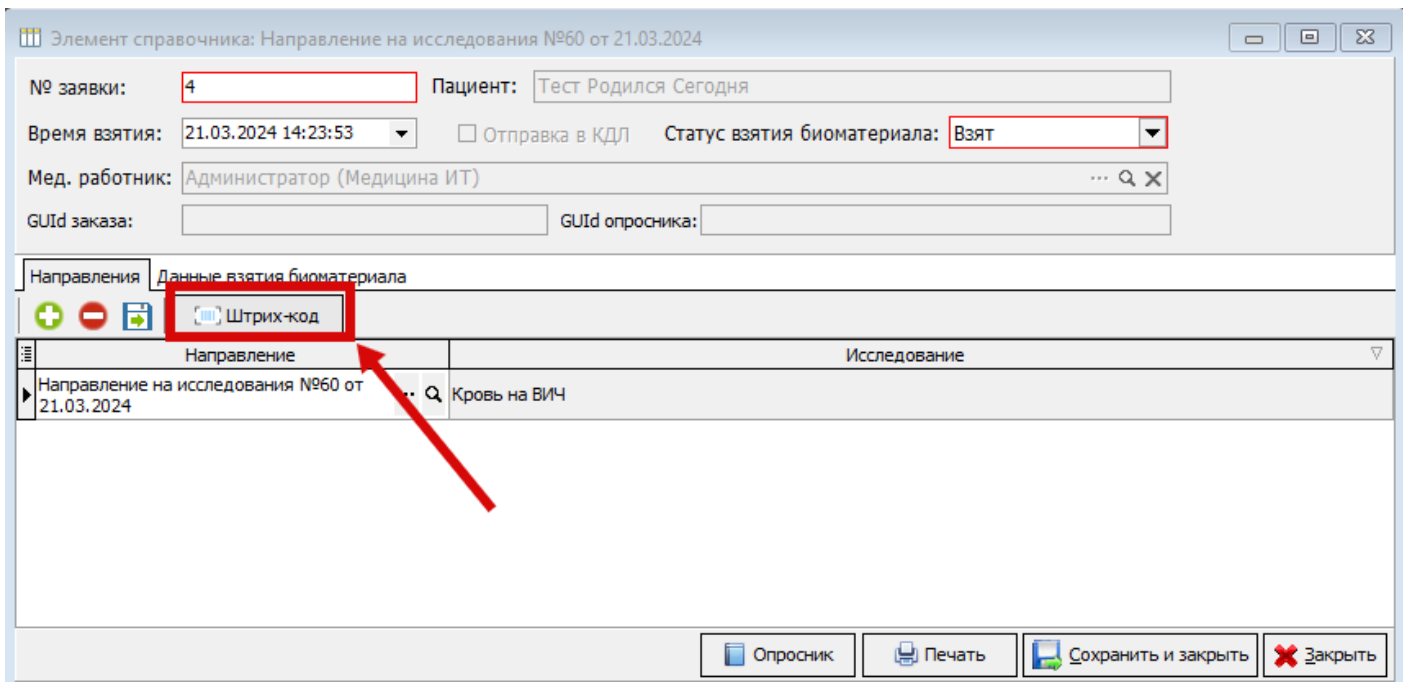 Элемент справочника: Направление на исследования №60 от 21.03.2024
№ заявки: 4 Пациент: Тест Родился Сегодня
Время взятия: 21.03.2024 14:23:53 Отправка в КДЛ Статус взятия биоматериала: Взят
Мед. работник: Администратор (Медицина ИТ) ...
GUId заказа: GUId опросника:
Направления Данные взятия биоматериала
Штрих-код
Направление Исследование
Направление на исследования №60 от
21.03.2024
Кровь на ВИЧ
Опросник Печать Сохранить и закрыть Закрыть